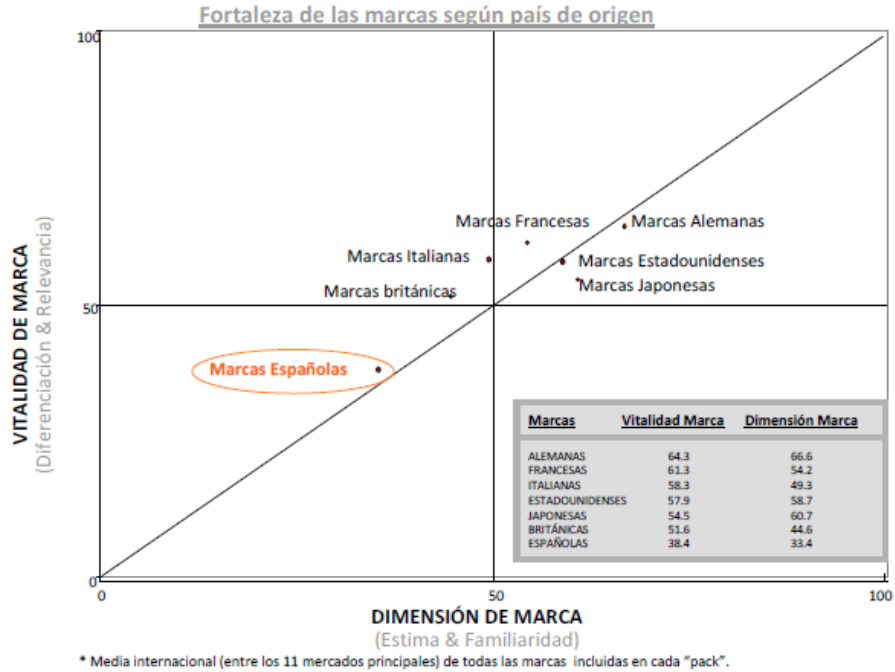 Fortaleza de las marcas según país de origen
100
VITALIDAD DE MARCA
(Diferenciación & Relevancia)
Marcas Francesas
Marcas Alemanas
Marcas Italianas
Marcas Estadounidenses
Marcas británicas
Marcas Japonesas
50
Marcas Españolas
Marcas Vitalidad Marca Dimensión Marca
ALEMANAS 64.3 66.6
FRANCESAS 61.3 54.2
ITALIANAS 58.3 49.3
ESTADOUNIDENSES 57.9 58.7
JAPONESAS 54.5 60.7
BRITÁNICAS 51.6 44.6
ESPAÑOLAS 38.4 33.4
0
0 50 100
DIMENSIÓN DE MARCA
(Estima & Familiaridad)
* Media internacional (entre los 11 mercados principales) de todas las marcas incluidas en cada “pack”.